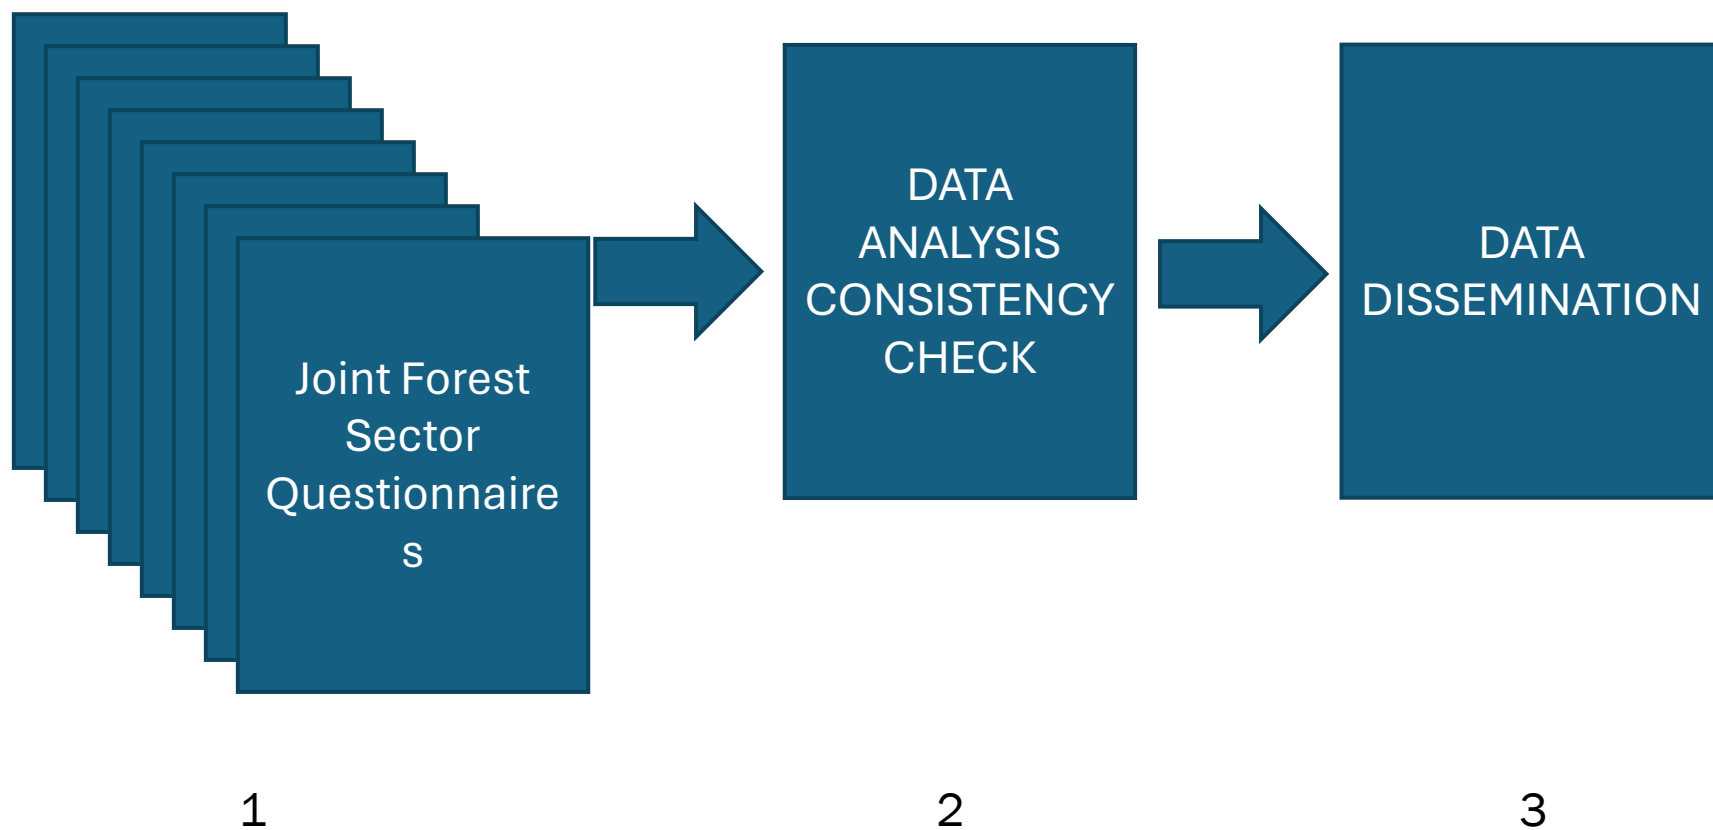 Joint Forest
Sector
Questionnaire
s
DATA
ANALYSIS
CONSISTENCY
CHECK
DATA
DISSEMINATION
1
2
3